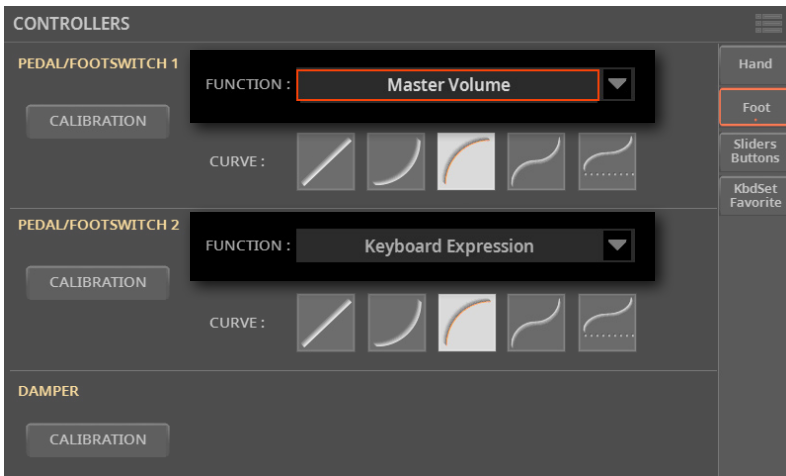 CONTROLLERS
PEDAL/FOOTSWITCH 1
FUNCTION :
Master Volume
CALIBRATION
CURVE :
PEDAL/FOOTSWITCH 2
FUNCTION :
Keyboard Expression
CALIBRATION
CURVE :
DAMPER
CALIBRATION
Hand
Foot
Sliders
Buttons
KbdSet
Favorite